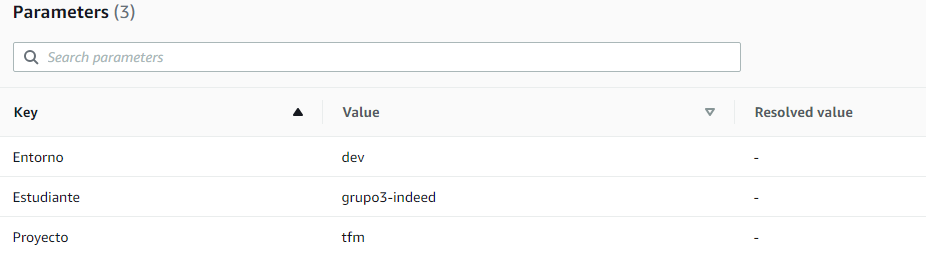 Parameters (3)
Search parameters
Key Value Resolved value
Entorno dev -
Estudiante grupo3-indeed -
Proyecto tfm -